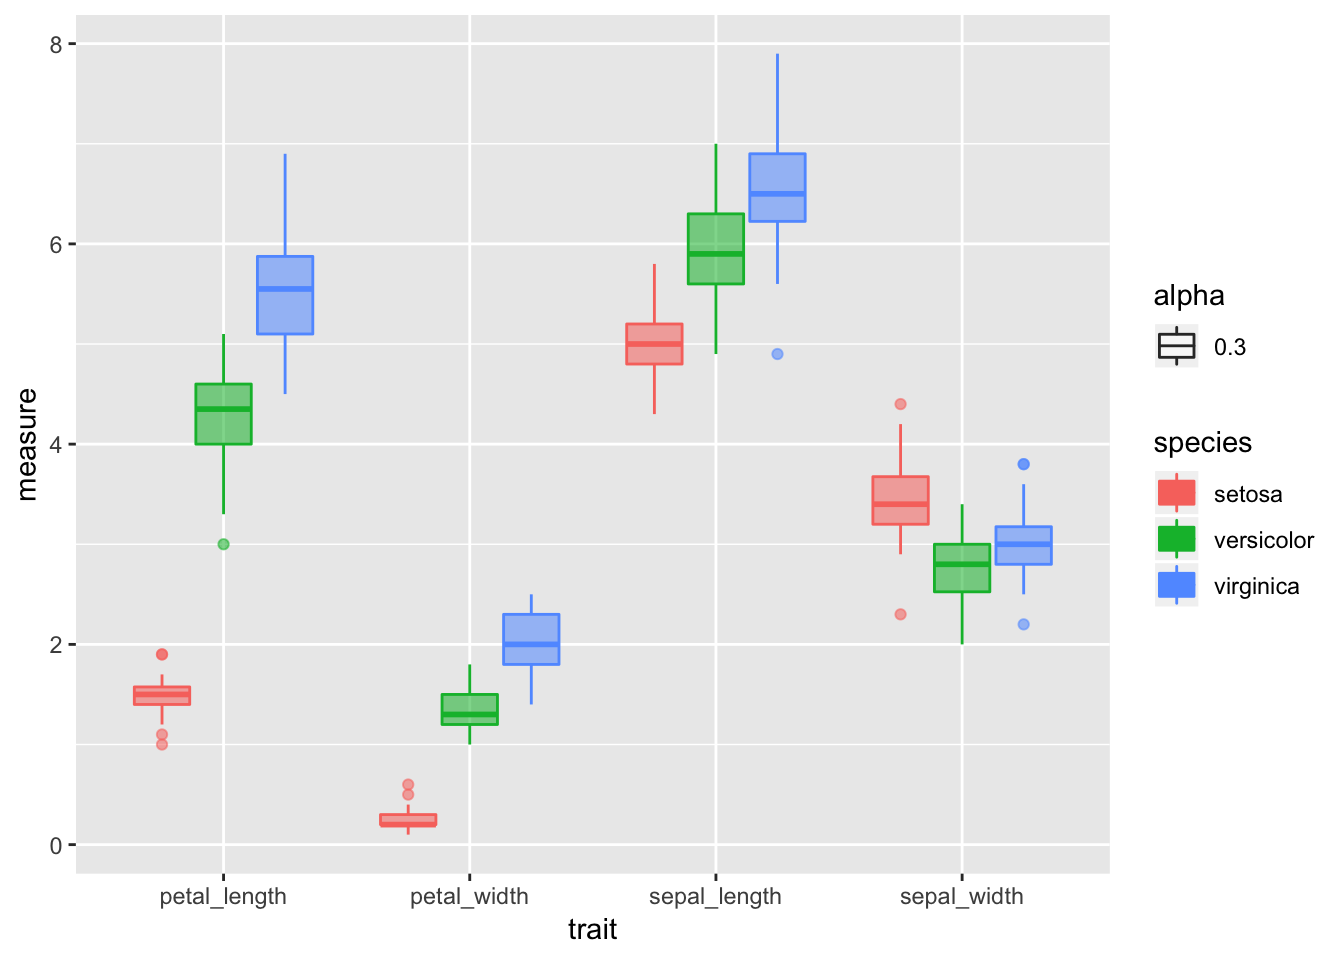 measure
8
6
4
2
0
petal_length
petal_width
sepal_length
sepal_width
trait
alpha
0.3
species
setosa
versicolor
virginica